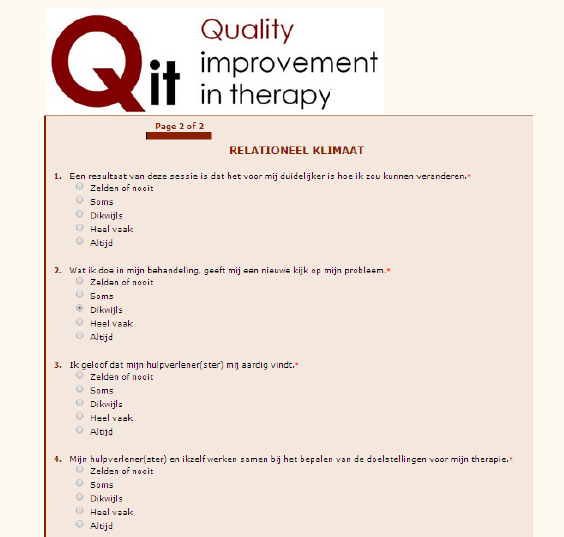 Qit
Quality
improvement
in therapy
Page 2 of 2
RELATIONEEL KLIMAAT
1. Een resultaat van deze sessie is dat het voor mij duidelijker is hoe ik zou kunnen veranderen.*
Zelden of nooit
Soms
Dikwijls
Heel vaak
Altijd
2. Wat ik doe in mijn behandeling, geeft mij een nieuwe kijk op mijn probleem.*
Zelden of nooit
Soms
Dikwijls
Heel vaak
Altijd
3. Ik geloof dat mijn hulpverlener(ster) mij aardig vindt.*
Zelden of nooit
Soms
Dikwijls
Heel vaak
Altijd
4. Mijn hulpverlener(ster) en ikzelf werken samen bij het bepalen van de doelstellingen voor mijn therapie.*
Zelden of nooit
Soms
Dikwijls
Heel vaak
Altijd